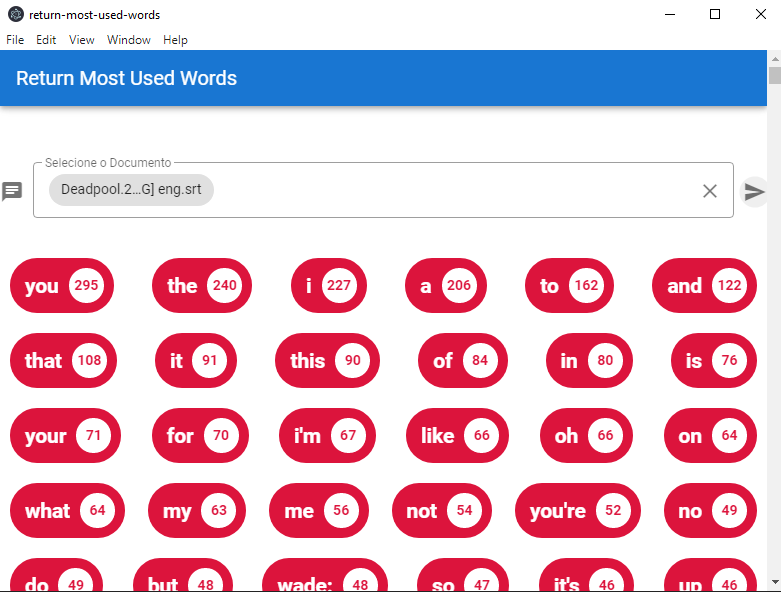 return-most-used-words
File Edit View Window Help
Return Most Used Words
Selecione o Documento
Deadpool.2...G] eng.srt
you 295 the 240 i 227 a 206 to 162 and 122
that 108 it 91 this 90 of 84 in 80 is 76
your 71 for 70 i'm 67 like 66 oh 66 on 64
what 64 my 63 me 56 not 54 you're 52 no 49
do 49 but 48 wade: 48 so 47 it's 46 up 46